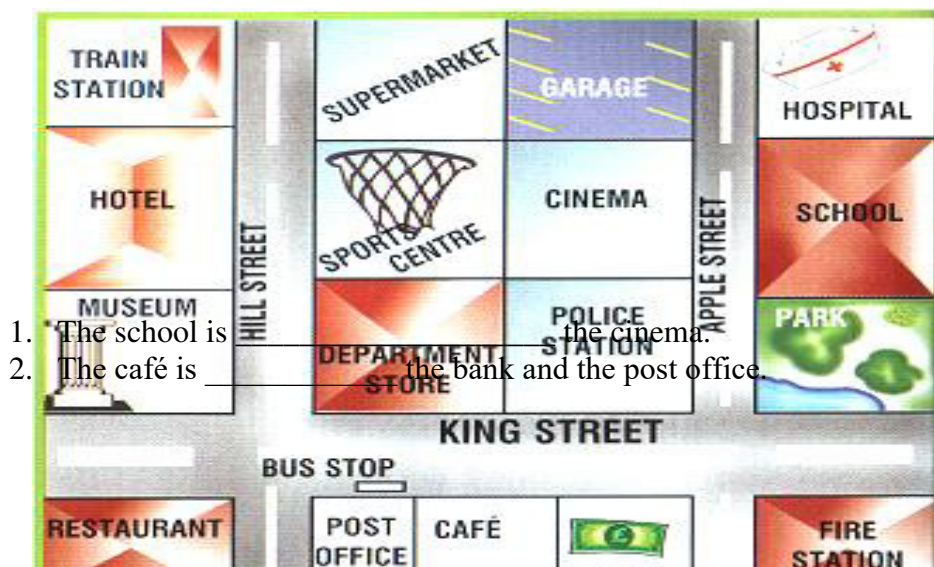 TRAIN
STATION
SUPERMARKET
GARAGE
HOSPITAL
HOTEL
HILL STREET
SPORTS
CENTRE
CINEMA
APPLE STREET
SCHOOL
MUSEUM
POLICE
STATION
PARK
1. The school is ______________________ the cinema.
DEPARTMENT
STORE
2. The café is _____________ the bank and the post office.
KING STREET
BUS STOP
RESTAURANT
POST
OFFICE
CAFÉ
£
FIRE
STATION